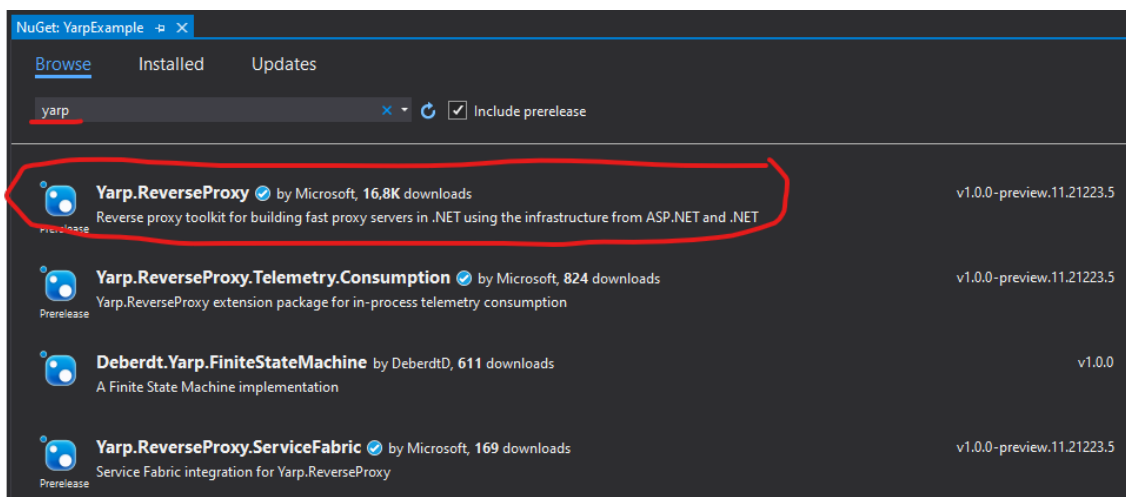 NuGet: YarpExample
Browse Installed Updates
yarp Include prerelease
Yarp.ReverseProxy by Microsoft, 16,8K downloads v1.0.0-preview.11.21223.5
Reverse proxy toolkit for building fast proxy servers in .NET using the infrastructure from ASP.NET and .NET
Prerelease
Yarp.ReverseProxy.Telemetry.Consumption by Microsoft, 824 downloads v1.0.0-preview.11.21223.5
Yarp.ReverseProxy extension package for in-process telemetry consumption
Prerelease
Deberdt.Yarp.FiniteStateMachine by DeberdtD, 611 downloads v1.0.0
A Finite State Machine implementation
Yarp.ReverseProxy.ServiceFabric by Microsoft, 169 downloads v1.0.0-preview.11.21223.5
Service Fabric integration for Yarp.ReverseProxy
Prerelease